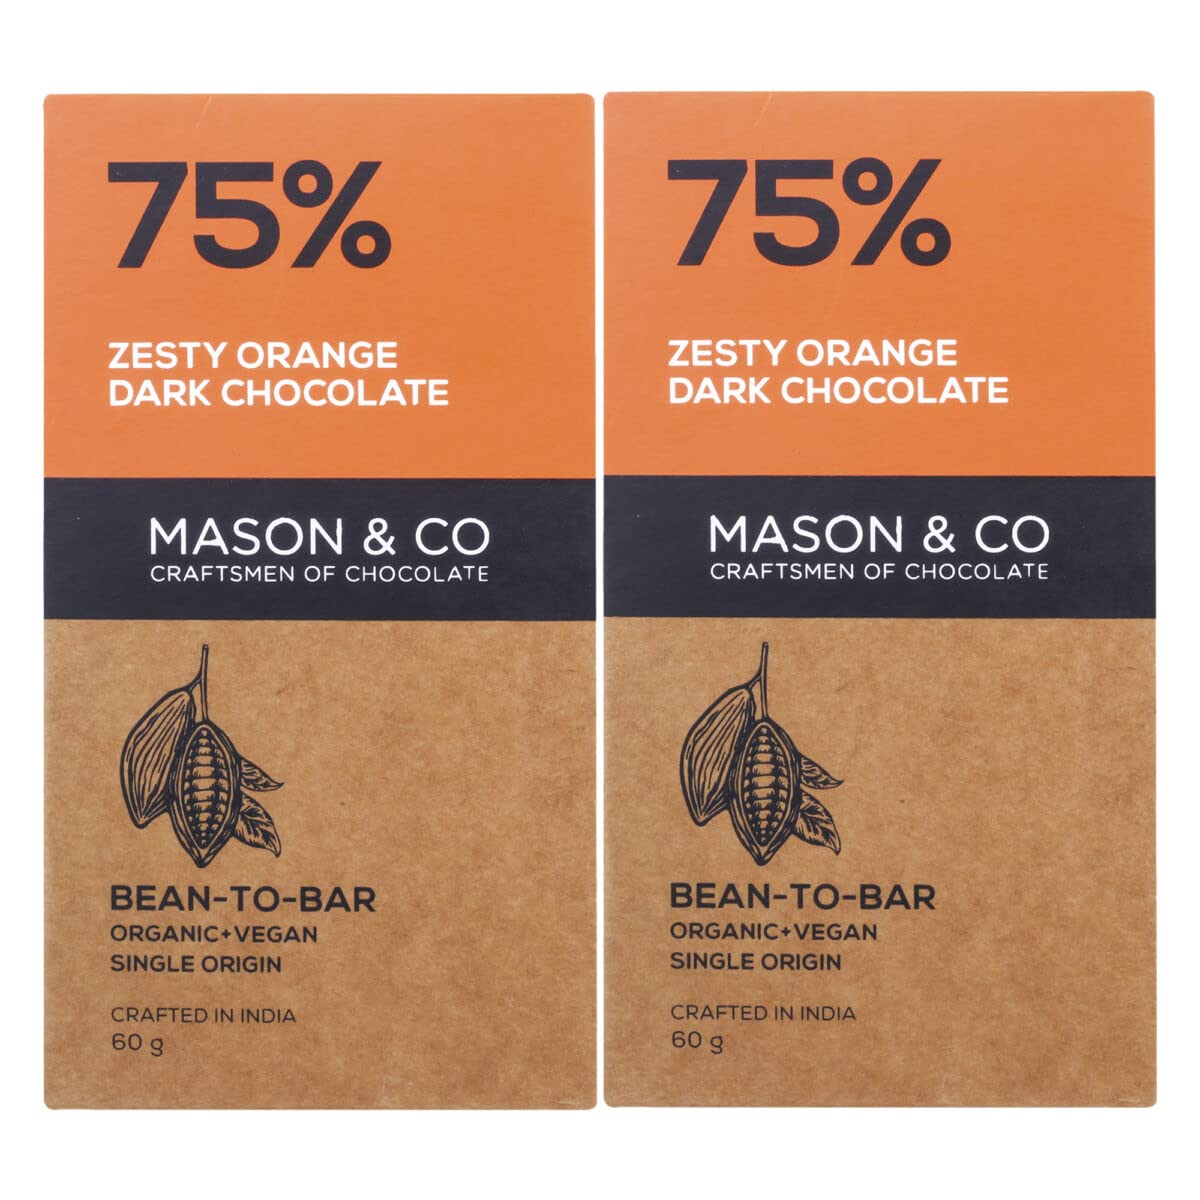 75%
ZESTY ORANGE
DARK CHOCOLATE
MASON & CO
CRAFTSMEN OF CHOCOLATE
BEAN-TO-BAR
ORGANIC+VEGAN
SINGLE ORIGIN
CRAFTED IN INDIA
60 g
75%
ZESTY ORANGE
DARK CHOCOLATE
MASON & CO
CRAFTSMEN OF CHOCOLATE
BEAN-TO-BAR
ORGANIC+VEGAN
SINGLE ORIGIN
CRAFTED IN INDIA
60 g